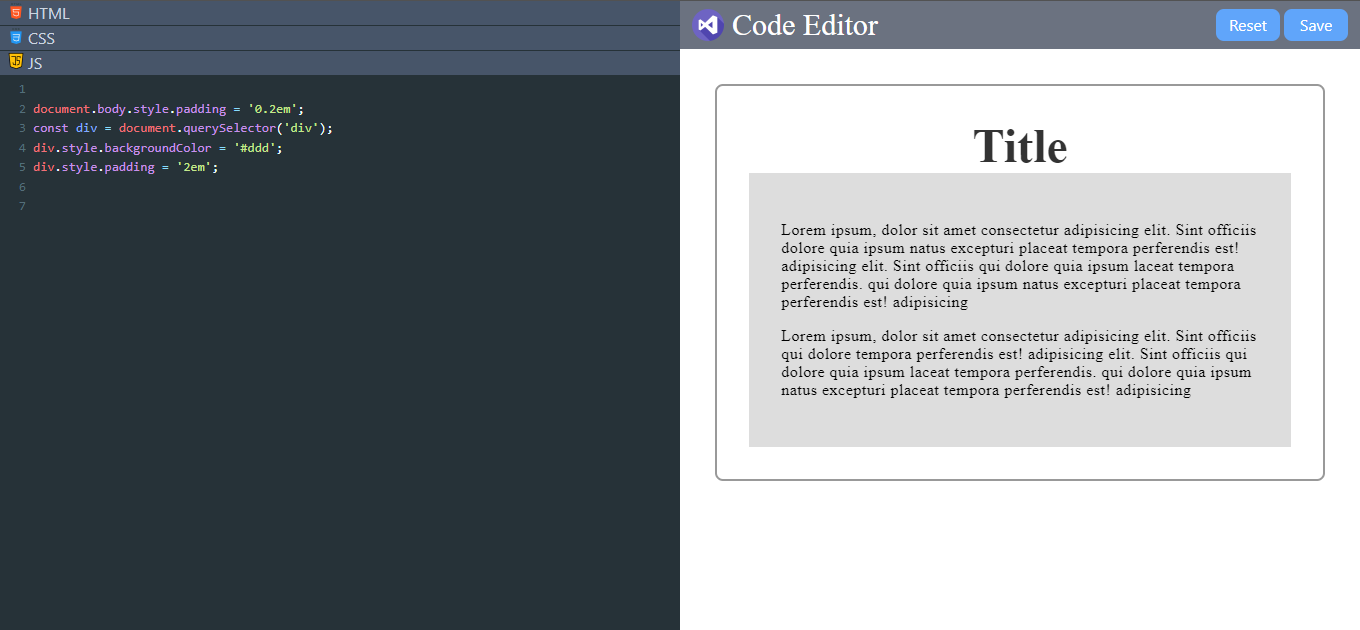 HTML
CSS
JS
1
2 document.body.style.padding = '0.2em';
3 const div = document.querySelector('div');
4 div.style.backgroundColor = '#ddd';
5 div.style.padding = '2em';
6
7
Code Editor
Reset
Save
Title
Lorem ipsum, dolor sit amet consectetur adipisicing elit. Sint officiis
dolore quia ipsum natus excepturi placeat tempora perferendis est!
adipisicing elit. Sint officiis qui dolore quia ipsum laceat tempora
perferendis. qui dolore quia ipsum natus excepturi placeat tempora
perferendis est! adipisicing
Lorem ipsum, dolor sit amet consectetur adipisicing elit. Sint officiis
qui dolore tempora perferendis est! adipisicing elit. Sint officiis qui
dolore quia ipsum laceat tempora perferendis. qui dolore quia ipsum
natus excepturi placeat tempora perferendis est! adipisicing